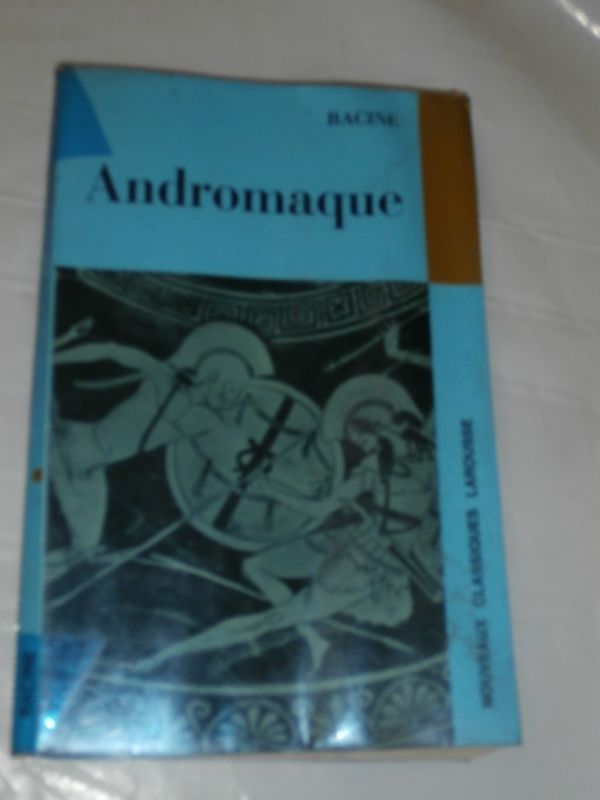 RACINE
Andromaque
NOUVEAUX CLASSIQUES LAROUSSE